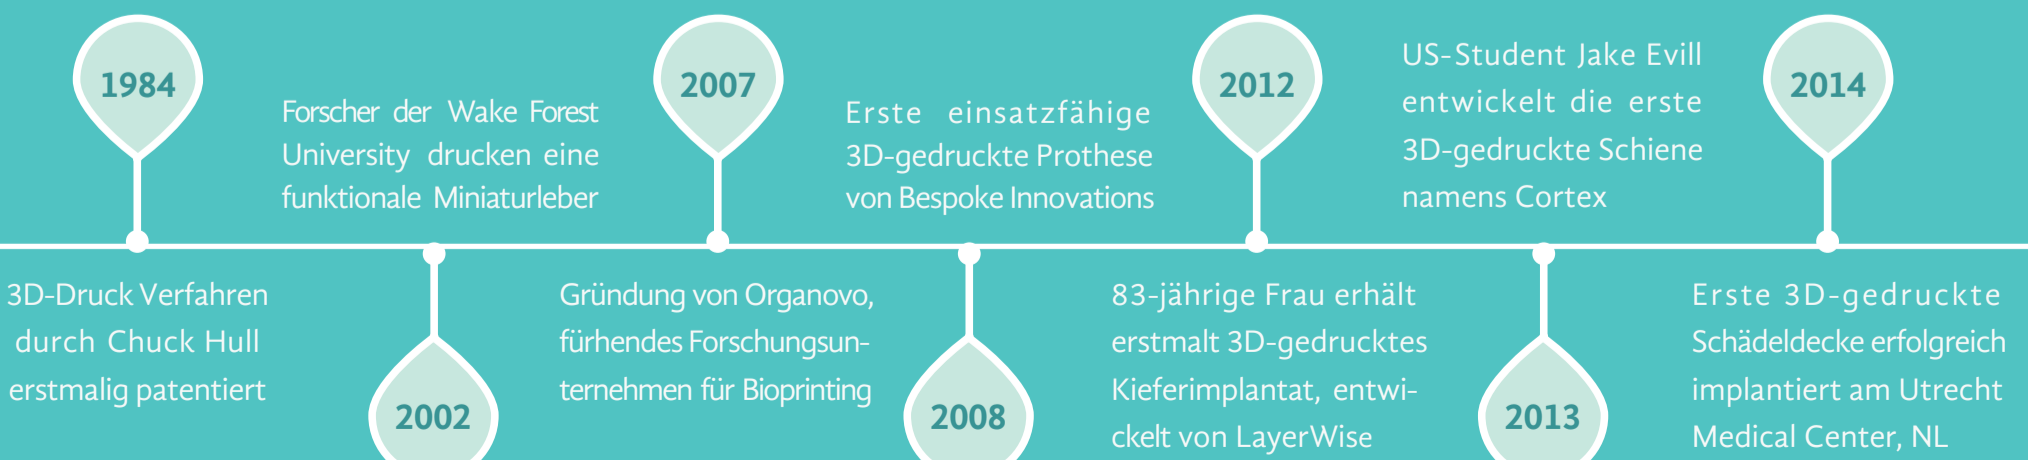 1984
3D-Druck Verfahren
durch Chuck Hull
erstmalig patentiert
Forscher der Wake Forest
University drucken eine
funktionale Miniaturleber
2002
2007
Gründung von Organovo,
fürhendes Forschungsun-
ternehmen für Bioprinting
Erste einsatzfähige
3D-gedruckte Prothese
von Bespoke Innovations
2008
2012
83-jährige Frau erhält
erstmalt 3D-gedrucktes
Kieferimplantat, entwi-
ckelt von LayerWise
US-Student Jake Evill
entwickelt die erste
3D-gedruckte Schiene
namens Cortex
2013
2014
Erste 3D-gedruckte
Schädeldecke erfolgreich
implantiert am Utrecht
Medical Center, NL